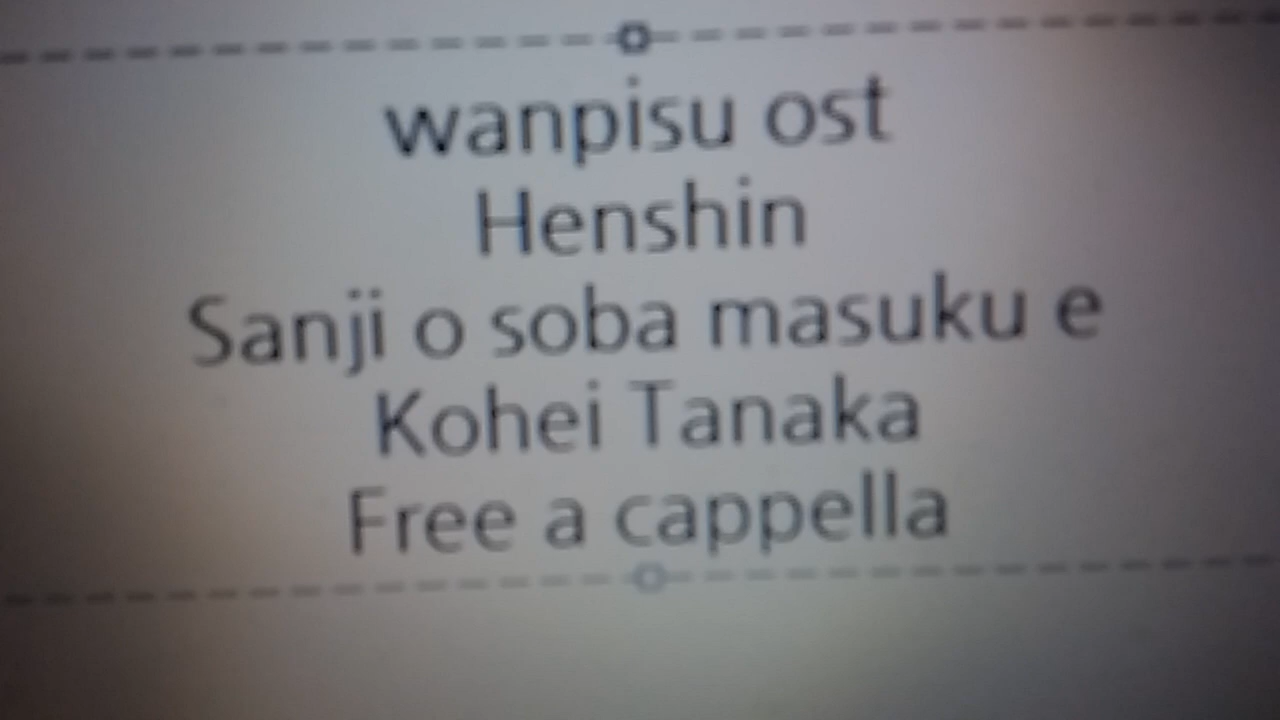 wanpisu ost
Henshin
Sanji o soba masuku e
Kohei Tanaka
Free a cappella